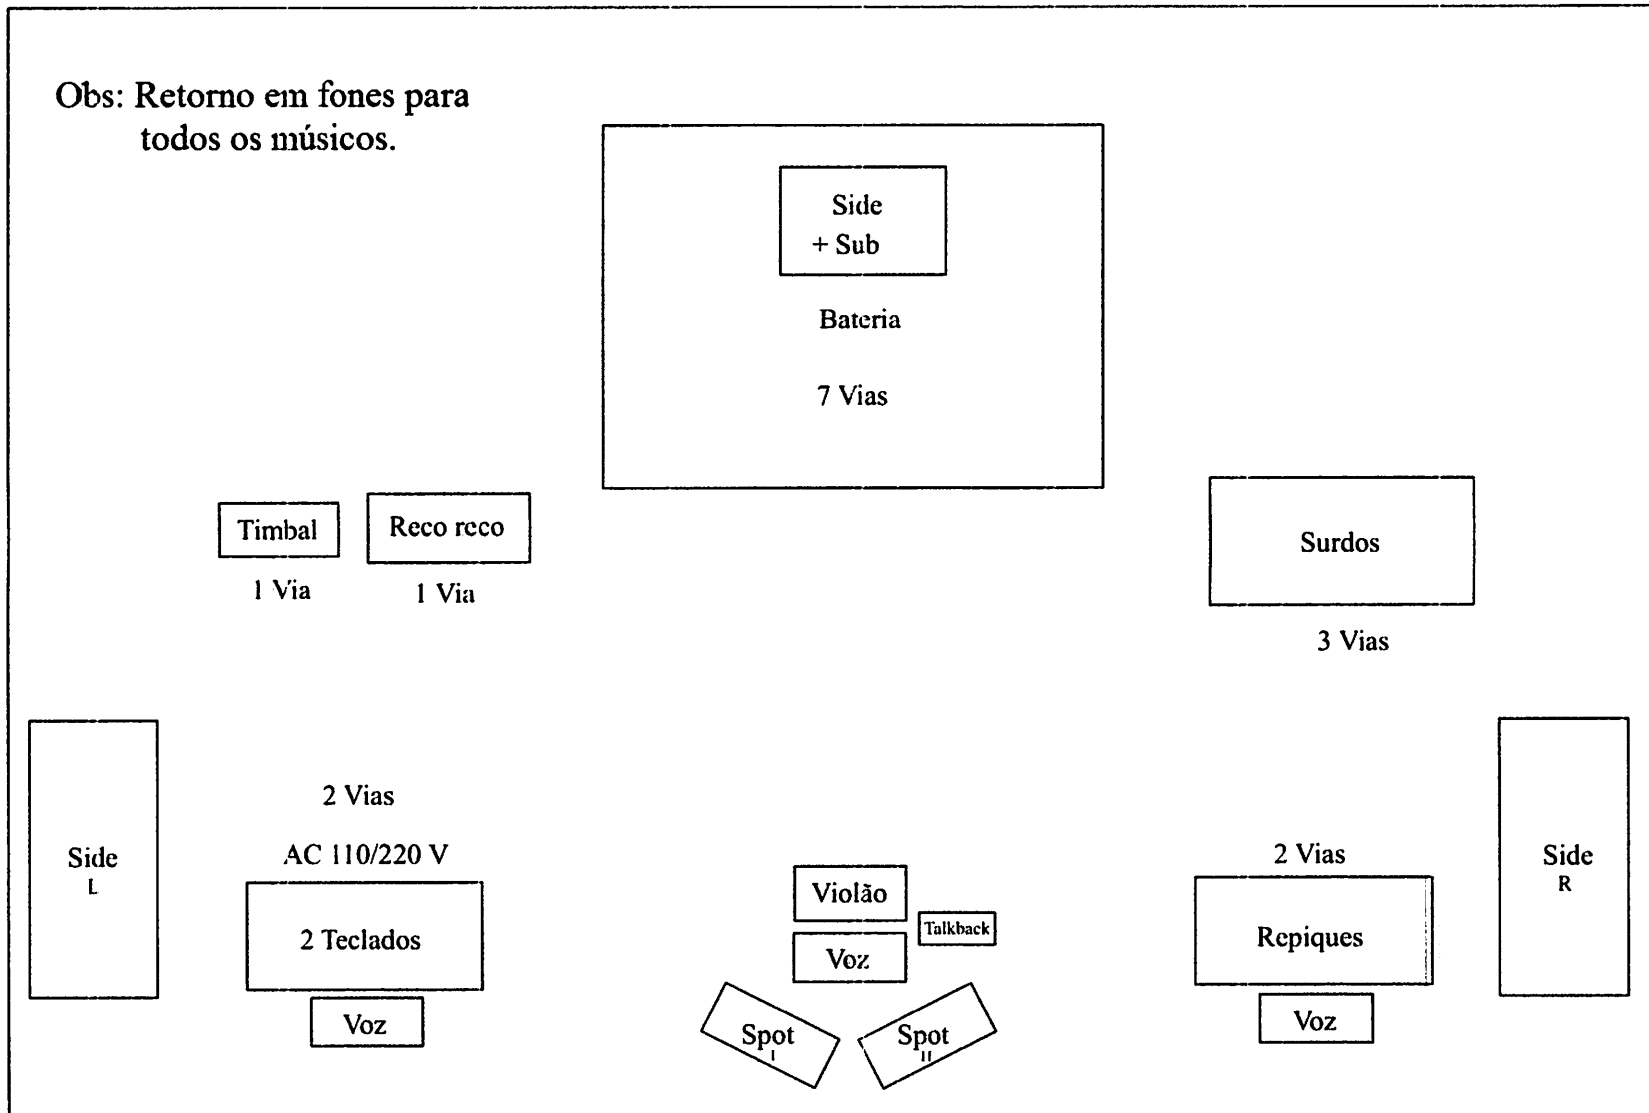 Obs: Retorno em fones para
todos os músicos.
Side
+ Sub
Bateria
7 Vias
Timbal
Reco reco
1 Via
1 Via
Surdos
3 Vias
Side
L
2 Vias
AC 110/220 V
2 Teclados
Voz
Violão
Talkback
Voz
Spot
I
Spot
II
2 Vias
Repiques
Voz
Side
R